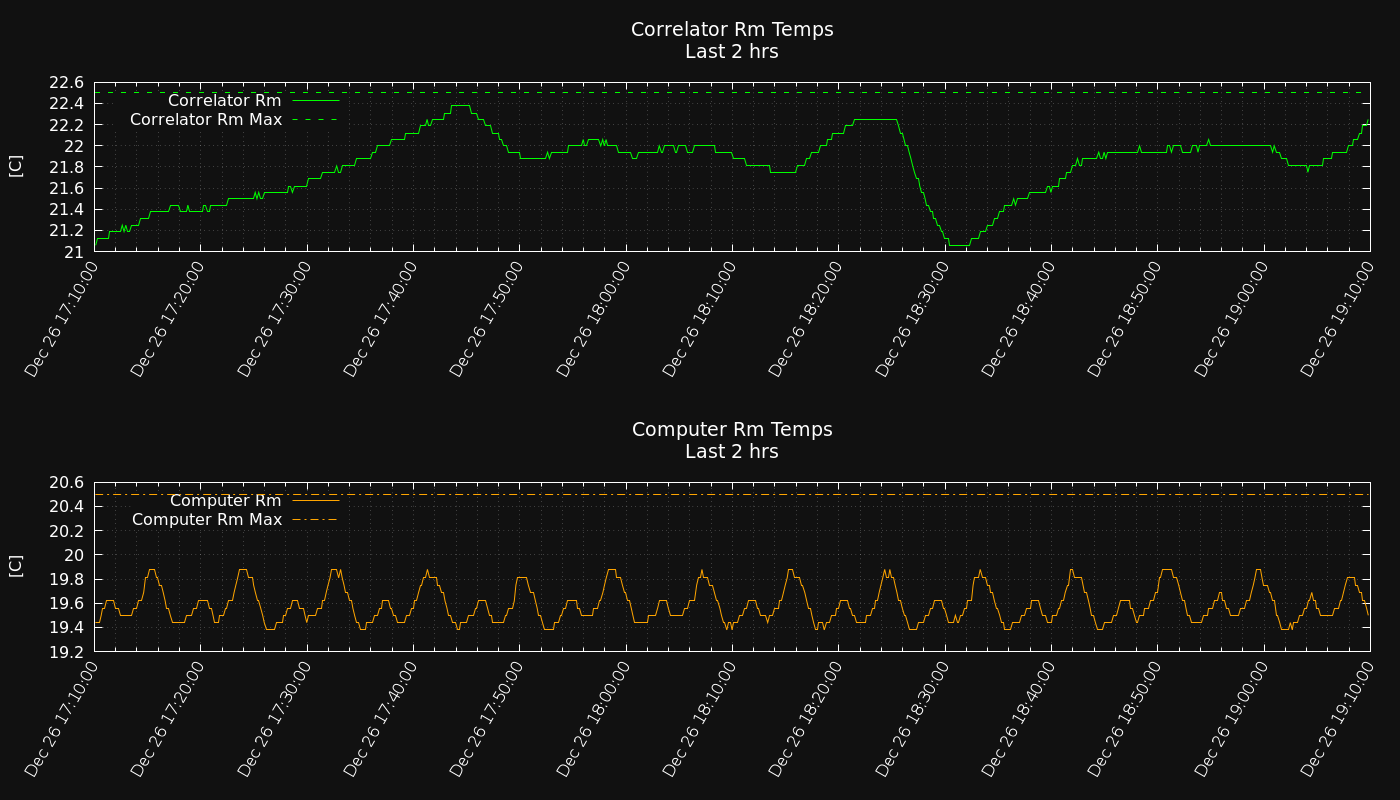 Correlator Rm Temps
Last 2 hrs
22.6
22.4
22.2
22
21.8
21.6
21.4
21.2
21
[C]
Correlator Rm
Correlator Rm Max
Dec 26 17:10:00
Dec 26 17:20:00
Dec 26 17:30:00
Dec 26 17:40:00
Dec 26 17:50:00
Dec 26 18:00:00
Dec 26 18:10:00
Dec 26 18:20:00
Dec 26 18:30:00
Dec 26 18:40:00
Dec 26 18:50:00
Dec 26 19:00:00
Dec 26 19:10:00
Computer Rm Temps
Last 2 hrs
20.6
20.4
20.2
20
19.8
19.6
19.4
19.2
[C]
Computer Rm
Computer Rm Max
Dec 26 17:10:00
Dec 26 17:20:00
Dec 26 17:30:00
Dec 26 17:40:00
Dec 26 17:50:00
Dec 26 18:00:00
Dec 26 18:10:00
Dec 26 18:20:00
Dec 26 18:30:00
Dec 26 18:40:00
Dec 26 18:50:00
Dec 26 19:00:00
Dec 26 19:10:00